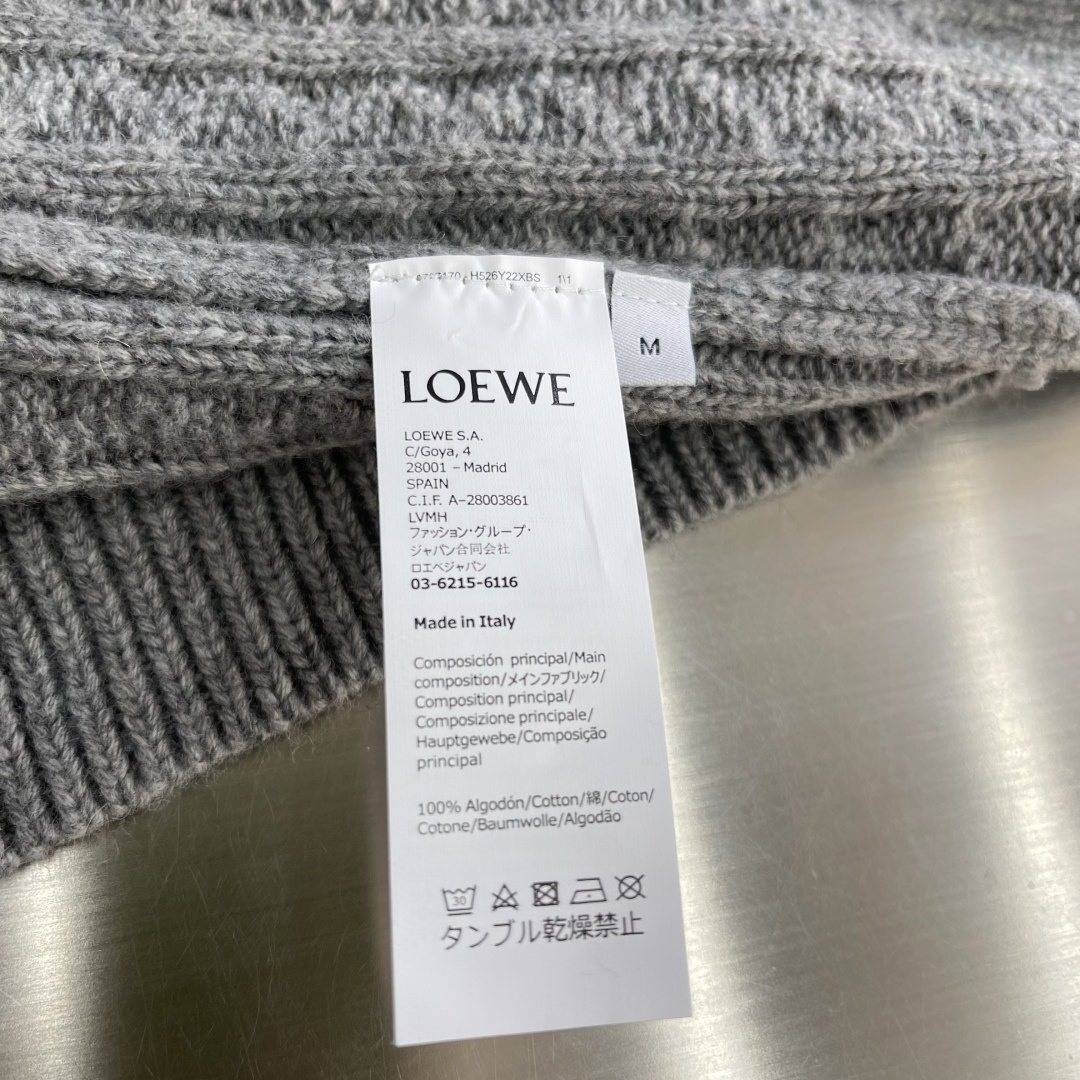 H526Y22XBS 1\1
M
LOEWE
LOEWE S.A.
C/Goya, 4
28001 – Madrid
SPAIN
C.I.F. A–28003861
LVMH
ファッション・グループ・
ジャパン合同会社
ロエベジャパン
03-6215-6116
Made in Italy
Composición principal/Main
composition/メインファブリック/
Composition principal/
Composizione principale/
Hauptgewebe/Composição
principal
100% Algodón/Cotton/綿/Coton/
Cotone/Baumwolle/Algodão
30
タンブル乾燥禁止